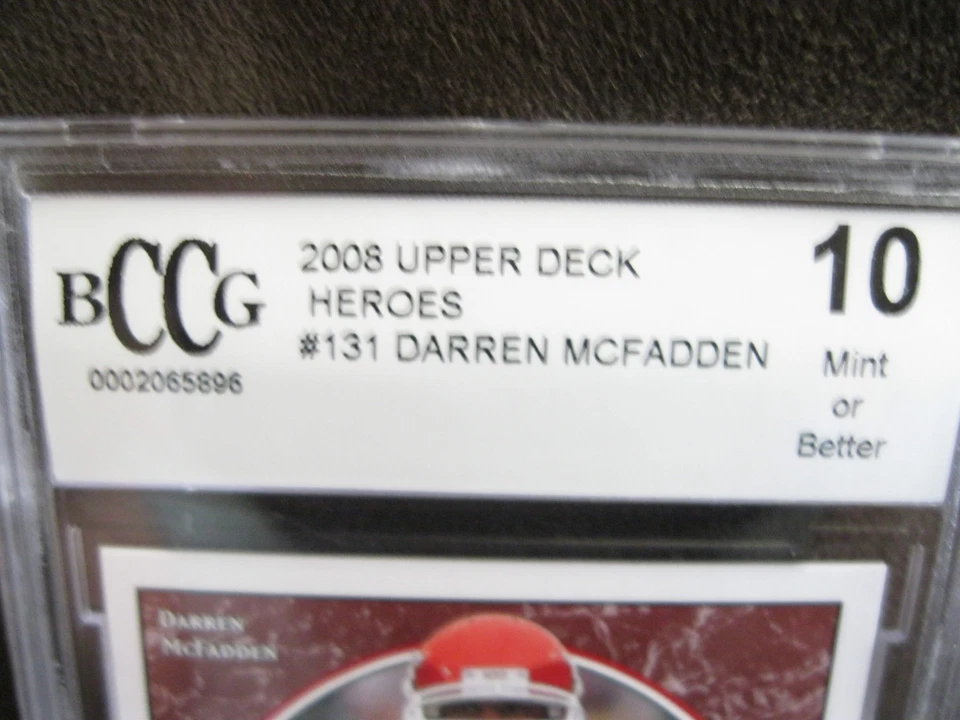 BCCG
0002065896
2008 UPPER DECK
HEROES
#131 DARREN MCFADDEN
10
Mint
or
Better
DARREN
MCFADDEN